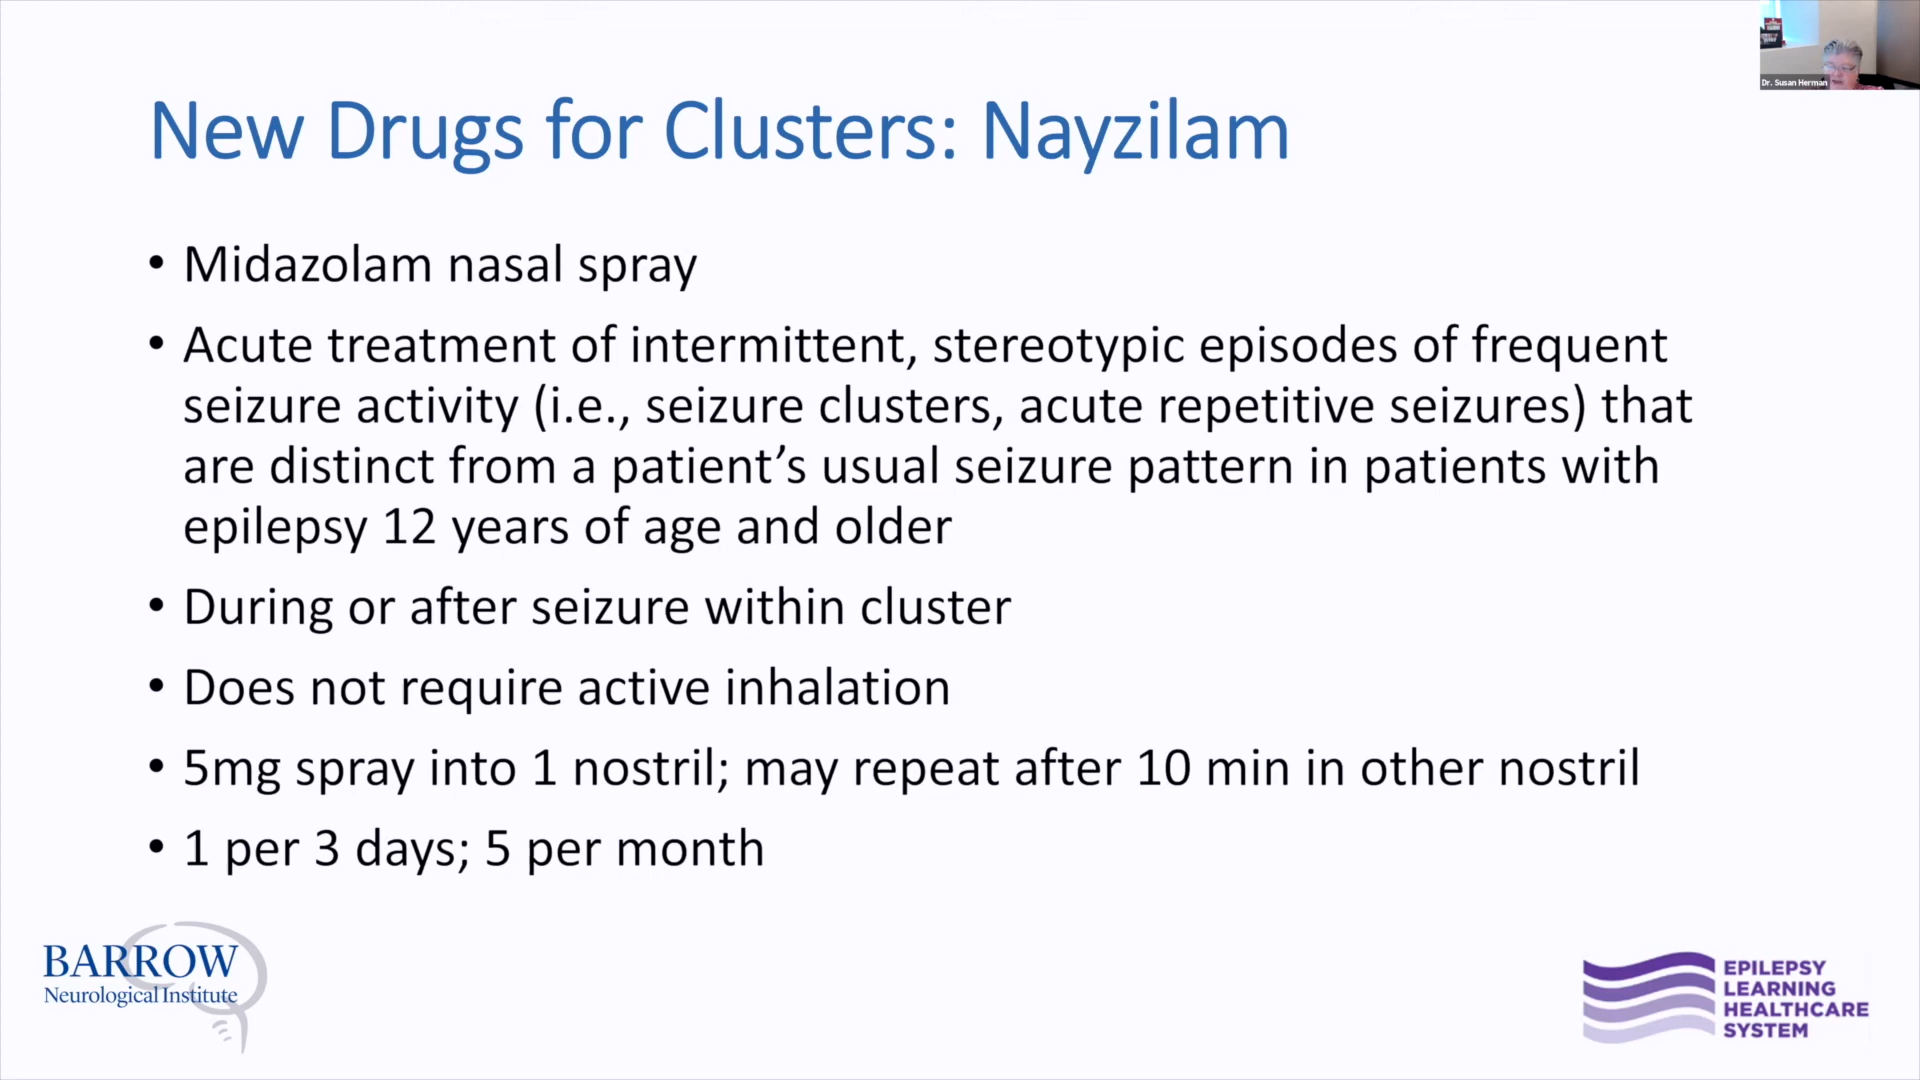 Dr. Susan Herman
New Drugs for Clusters: Nayzilam
• Midazolam nasal spray
• Acute treatment of intermittent, stereotypic episodes of frequent
seizure activity (i.e., seizure clusters, acute repetitive seizures) that
are distinct from a patient’s usual seizure pattern in patients with
epilepsy 12 years of age and older
• During or after seizure within cluster
• Does not require active inhalation
• 5mg spray into 1 nostril; may repeat after 10 min in other nostril
• 1 per 3 days; 5 per month
BARROW
Neurological Institute
EPILEPSY
LEARNING
HEALTHCARE
SYSTEM